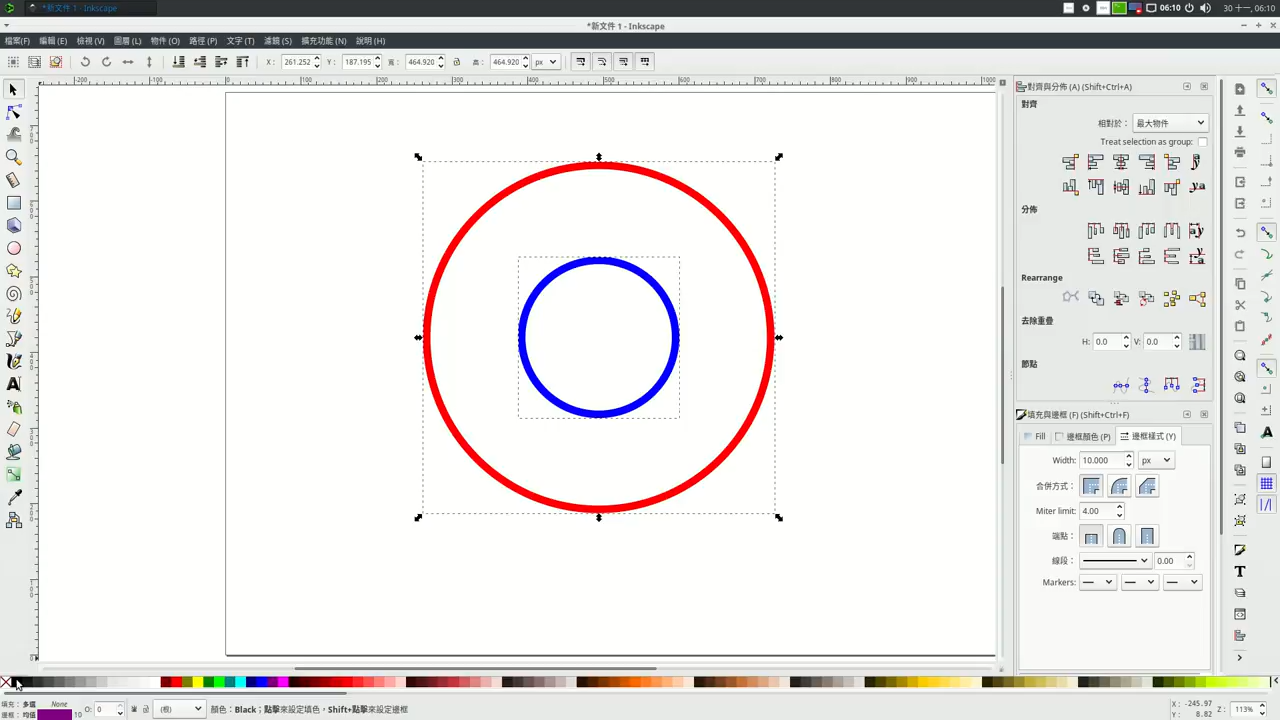 *新文件 1 - Inkscape
06:10
30 十一, 06:10
*新文件 1 - Inkscape
檔案(F) 編輯(E) 檢視(V) 圖層(L) 物件(O) 路徑(P) 文字(T) 濾鏡(S) 擴充功能(N) 說明(H)
X: 261.252 Y: 187.195 寬: 464.920 高: 464.920 px
對齊與分佈 (A) (Shift+Ctrl+A)
對齊
相對於: 最大物件
Treat selection as group:
分佈
Rearrange
去除重疊
H: 0.0 V: 0.0
節點
填充與邊框 (F) (Shift+Ctrl+F)
Fill 邊框顏色(P) 邊框樣式(Y)
Width: 10.000 px
合併方式:
Miter limit: 4.00
端點:
線段: 0.00
Markers:
填充: 多選 None
邊框: 均值 10
O: 0
(根)
顏色:Black;點擊來設定填色,Shift+點擊來設定邊框
X: -245.97
Y: 8.82
Z: 113%